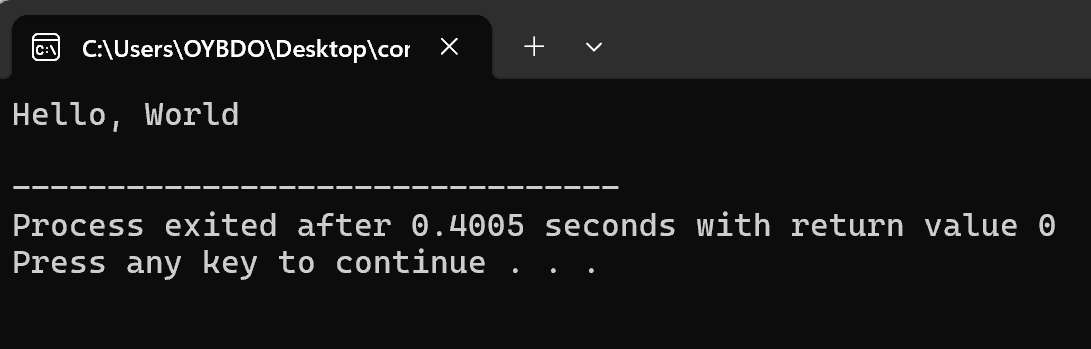 C:\Users\OYBDO\Desktop\cor
Hello, World
--------------------------------
Process exited after 0.4005 seconds with return value 0
Press any key to continue . . .